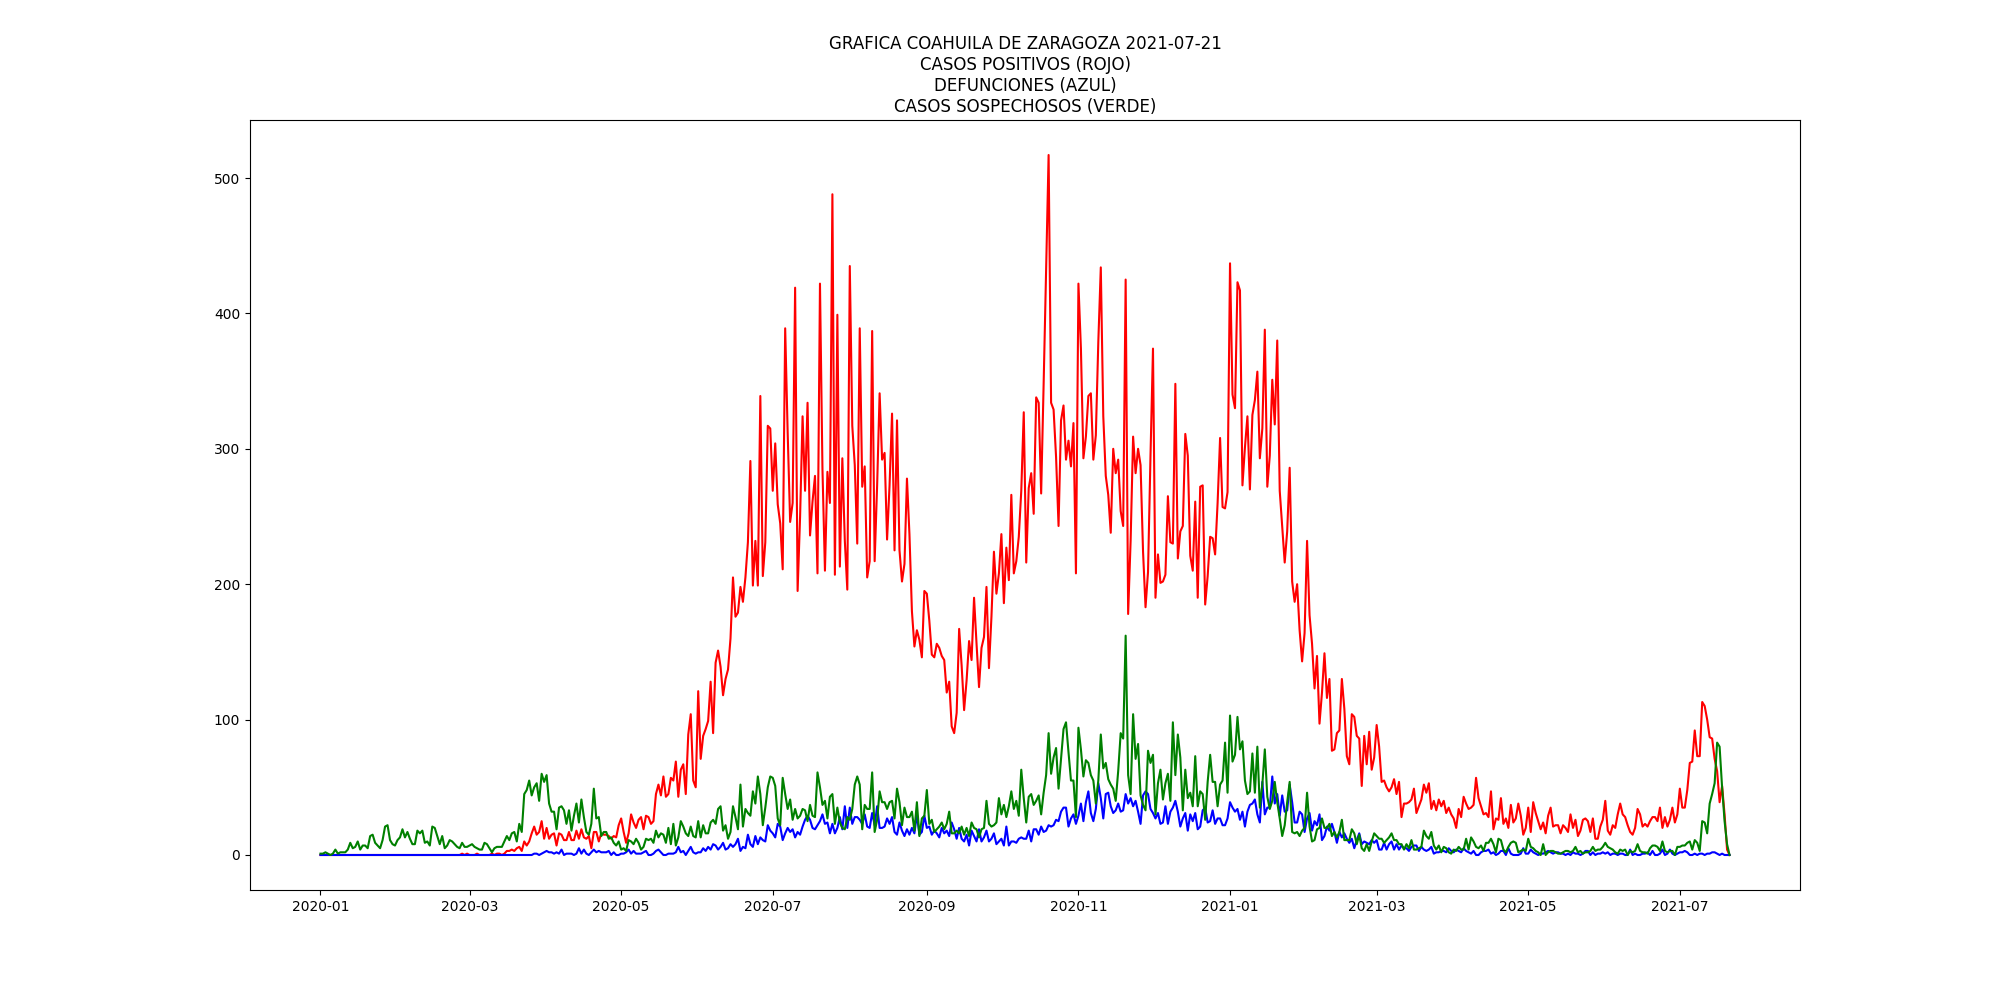 GRAFICA COAHUILA DE ZARAGOZA 2021-07-21
CASOS POSITIVOS (ROJO)
DEFUNCIONES (AZUL)
CASOS SOSPECHOSOS (VERDE)
500
400
300
200
100
0
2020-01 2020-03 2020-05 2020-07 2020-09 2020-11 2021-01 2021-03 2021-05 2021-07